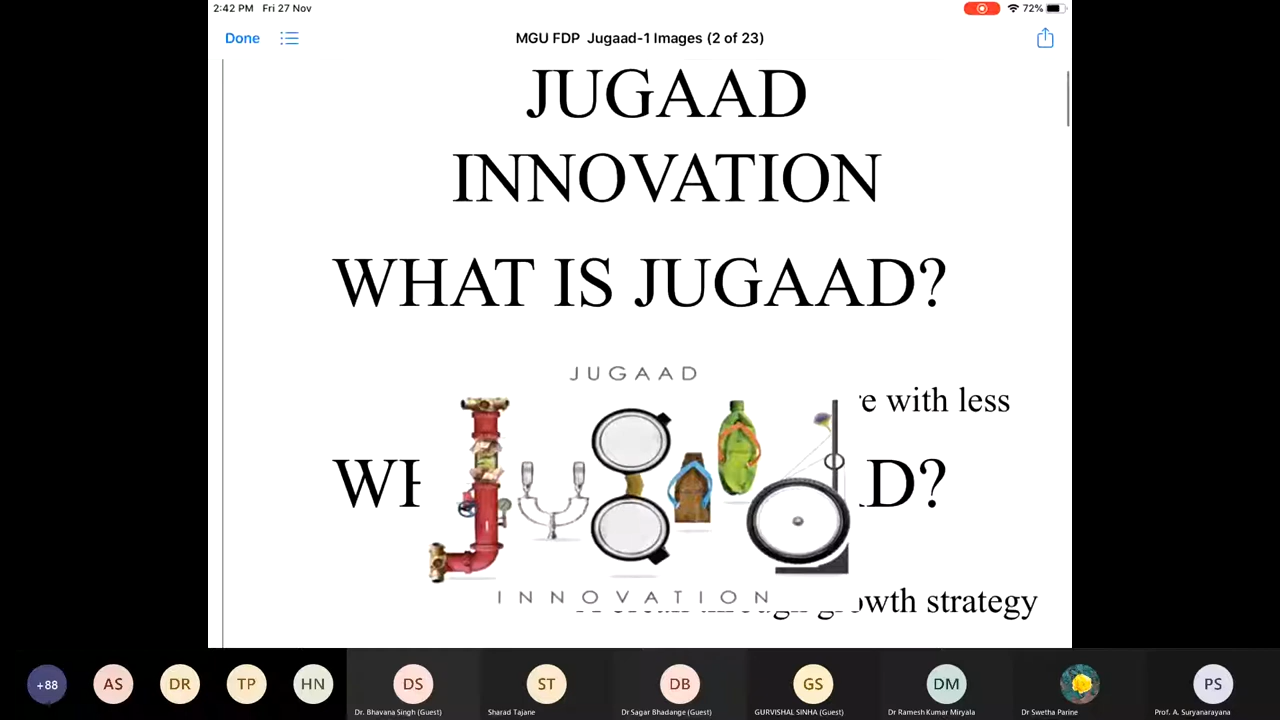 2:42 PM Fri 27 Nov
72%
Done
MGU FDP Jugaad-1 Images (2 of 23)
JUGAAD
INNOVATION
WHAT IS JUGAAD?
JUGAAD
with less
INNOVATION
growth strategy
+88
AS
DR
TP
HN
DS
ST
DB
GS
DM
PS
Dr. Bhavana Singh (Guest)
Sharad Tajane
Dr Sagar Bhadange (Guest)
GURVISHAL SINHA (Guest)
Dr Ramesh Kumar Miryala
Dr Swetha Parine
Prof. A. Suryanarayana